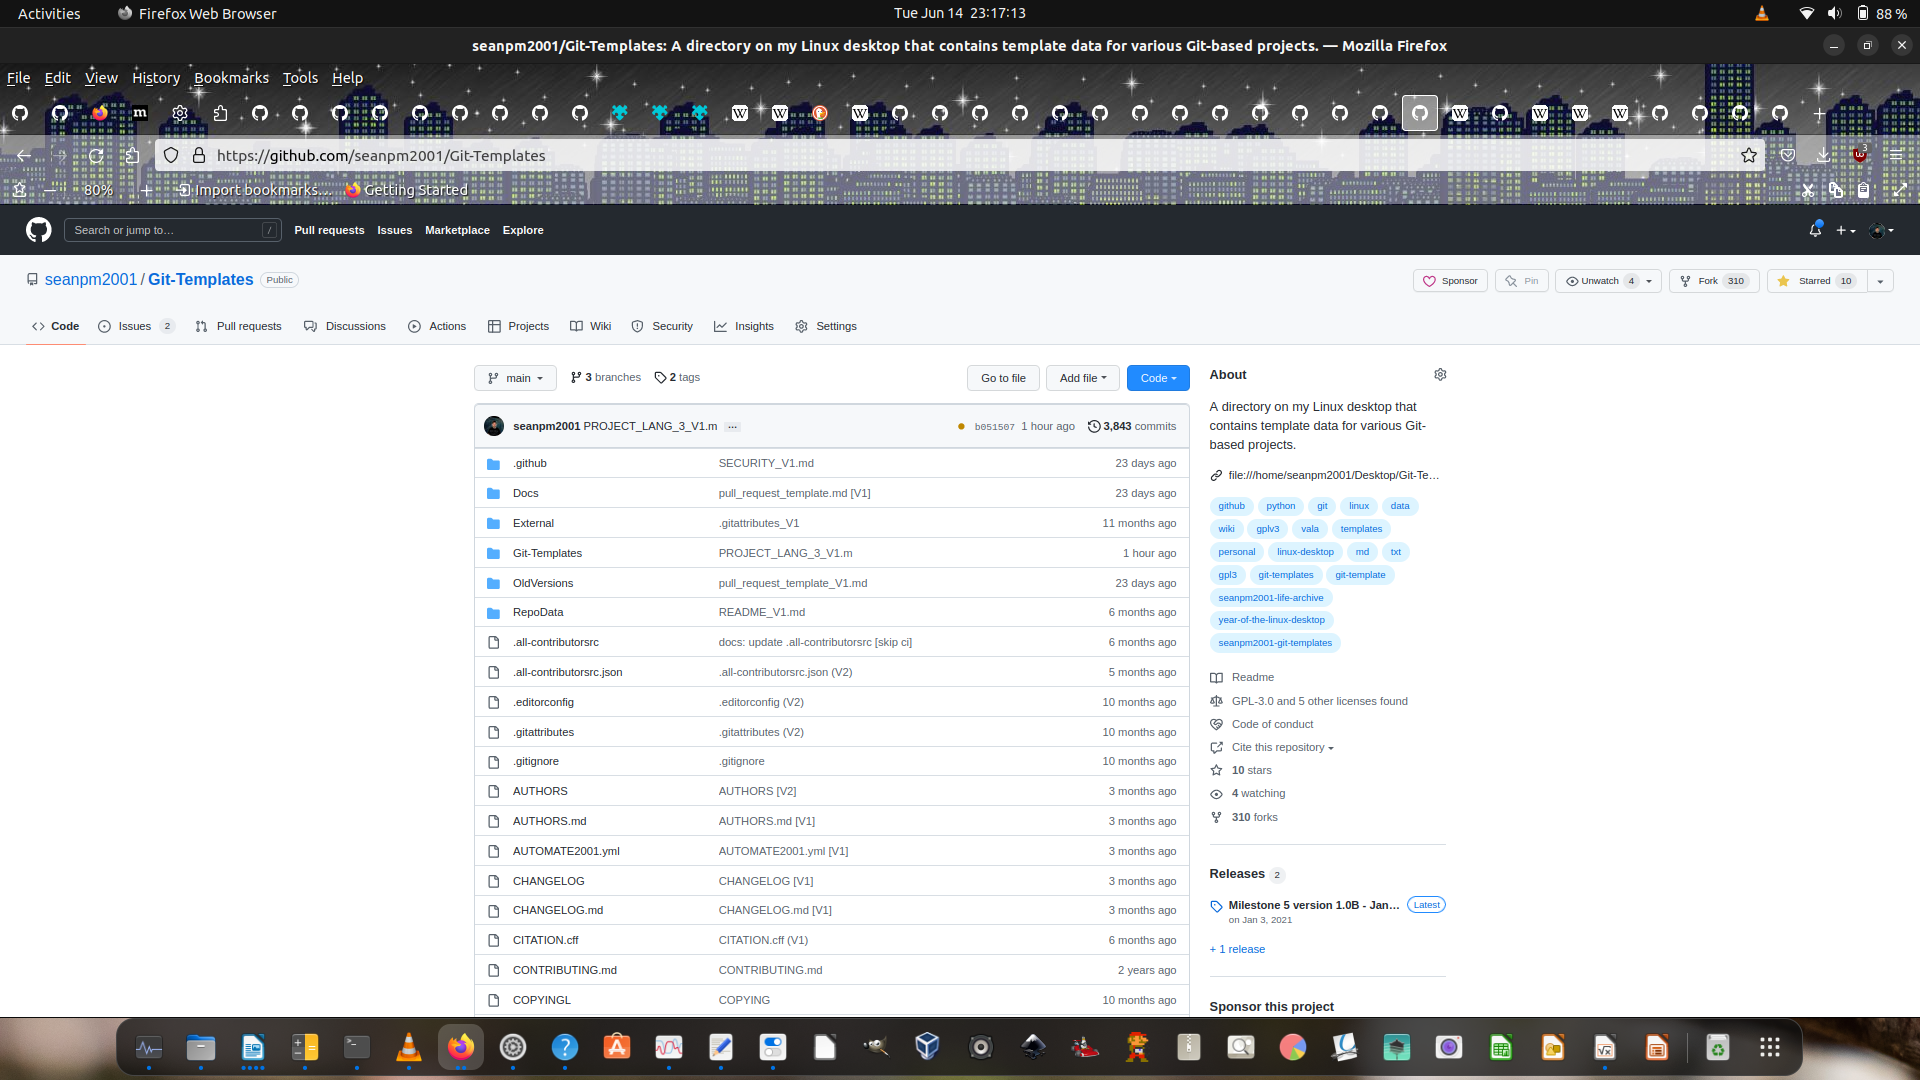 Activities
Firefox Web Browser
Tue Jun 14 23:17:13
88 %
seanpm2001/Git-Templates: A directory on my Linux desktop that contains template data for various Git-based projects. — Mozilla Firefox
File Edit View History Bookmarks Tools Help
https://github.com/seanpm2001/Git-Templates
3
80%
Import bookmarks...
Getting Started
Search or jump to...
/
Pull requests Issues Marketplace Explore
seanpm2001 / Git-Templates Public
Sponsor Pin Unwatch 4 Fork 310 Starred 10
Code Issues 2 Pull requests Discussions Actions Projects Wiki Security Insights Settings
main 3 branches 2 tags Go to file Add file Code
seanpm2001 PROJECT_LANG_3_V1.m ... b051507 1 hour ago 3,843 commits
.github SECURITY_V1.md 23 days ago
Docs pull_request_template.md [V1] 23 days ago
External .gitattributes_V1 11 months ago
Git-Templates PROJECT_LANG_3_V1.m 1 hour ago
OldVersions pull_request_template_V1.md 23 days ago
RepoData README_V1.md 6 months ago
.all-contributorsrc docs: update .all-contributorsrc [skip ci] 6 months ago
.all-contributorsrc.json .all-contributorsrc.json (V2) 5 months ago
.editorconfig .editorconfig (V2) 10 months ago
.gitattributes .gitattributes (V2) 10 months ago
.gitignore .gitignore 10 months ago
AUTHORS AUTHORS [V2] 3 months ago
AUTHORS.md AUTHORS.md [V1] 3 months ago
AUTOMATE2001.yml AUTOMATE2001.yml [V1] 3 months ago
CHANGELOG CHANGELOG [V1] 3 months ago
CHANGELOG.md CHANGELOG.md [V1] 3 months ago
CITATION.cff CITATION.cff (V1) 6 months ago
CONTRIBUTING.md CONTRIBUTING.md 2 years ago
COPYINGL COPYING 10 months ago
About
A directory on my Linux desktop that
contains template data for various Git-
based projects.
file:///home/seanpm2001/Desktop/Git-Te...
github python git linux data
wiki gplv3 vala templates
personal linux-desktop md txt
gpl3 git-templates git-template
seanpm2001-life-archive
year-of-the-linux-desktop
seanpm2001-git-templates
Readme
GPL-3.0 and 5 other licenses found
Code of conduct
Cite this repository
10 stars
4 watching
310 forks
Releases 2
Milestone 5 version 1.0B - Jan... Latest
on Jan 3, 2021
+ 1 release
Sponsor this project